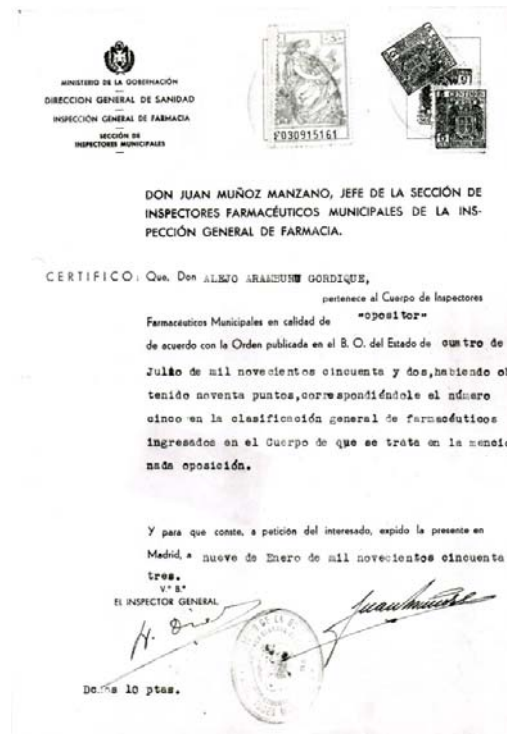 MINISTERIO DE LA GOBERNACIÓN
DIRECCION GENERAL DE SANIDAD
INSPECCIÓN GENERAL DE FARMACIA
SECCIÓN DE
INSPECTORES MUNICIPALES
F030915161
5 CENTIMOS
DON JUAN MUÑOZ MANZANO, JEFE DE LA SECCIÓN DE
INSPECTORES FARMACÉUTICOS MUNICIPALES DE LA INS-
PECCIÓN GENERAL DE FARMACIA.
CERTIFICO: Que, Don ALEJO ARAMBURU GORDIQUE,
pertenece al Cuerpo de Inspectores
Farmacéuticos Municipales en calidad de "opositor"
de acuerdo con la Orden publicada en el B. O. del Estado de cuatro de
Julio de mil novecientos cincuenta y dos,habiendo ob
tenido noventa puntos,correspondiéndole el número
cinco en la clasificación general de farmacéuticos
ingresados en el Cuerpo de que se trata en la mencio
nada oposición.
Y para que conste, a petición del interesado, expido la presente en
Madrid, a nueve de Enero de mil novecientos cincuenta
tres.
V.º B.º
EL INSPECTOR GENERAL
10 ptas.